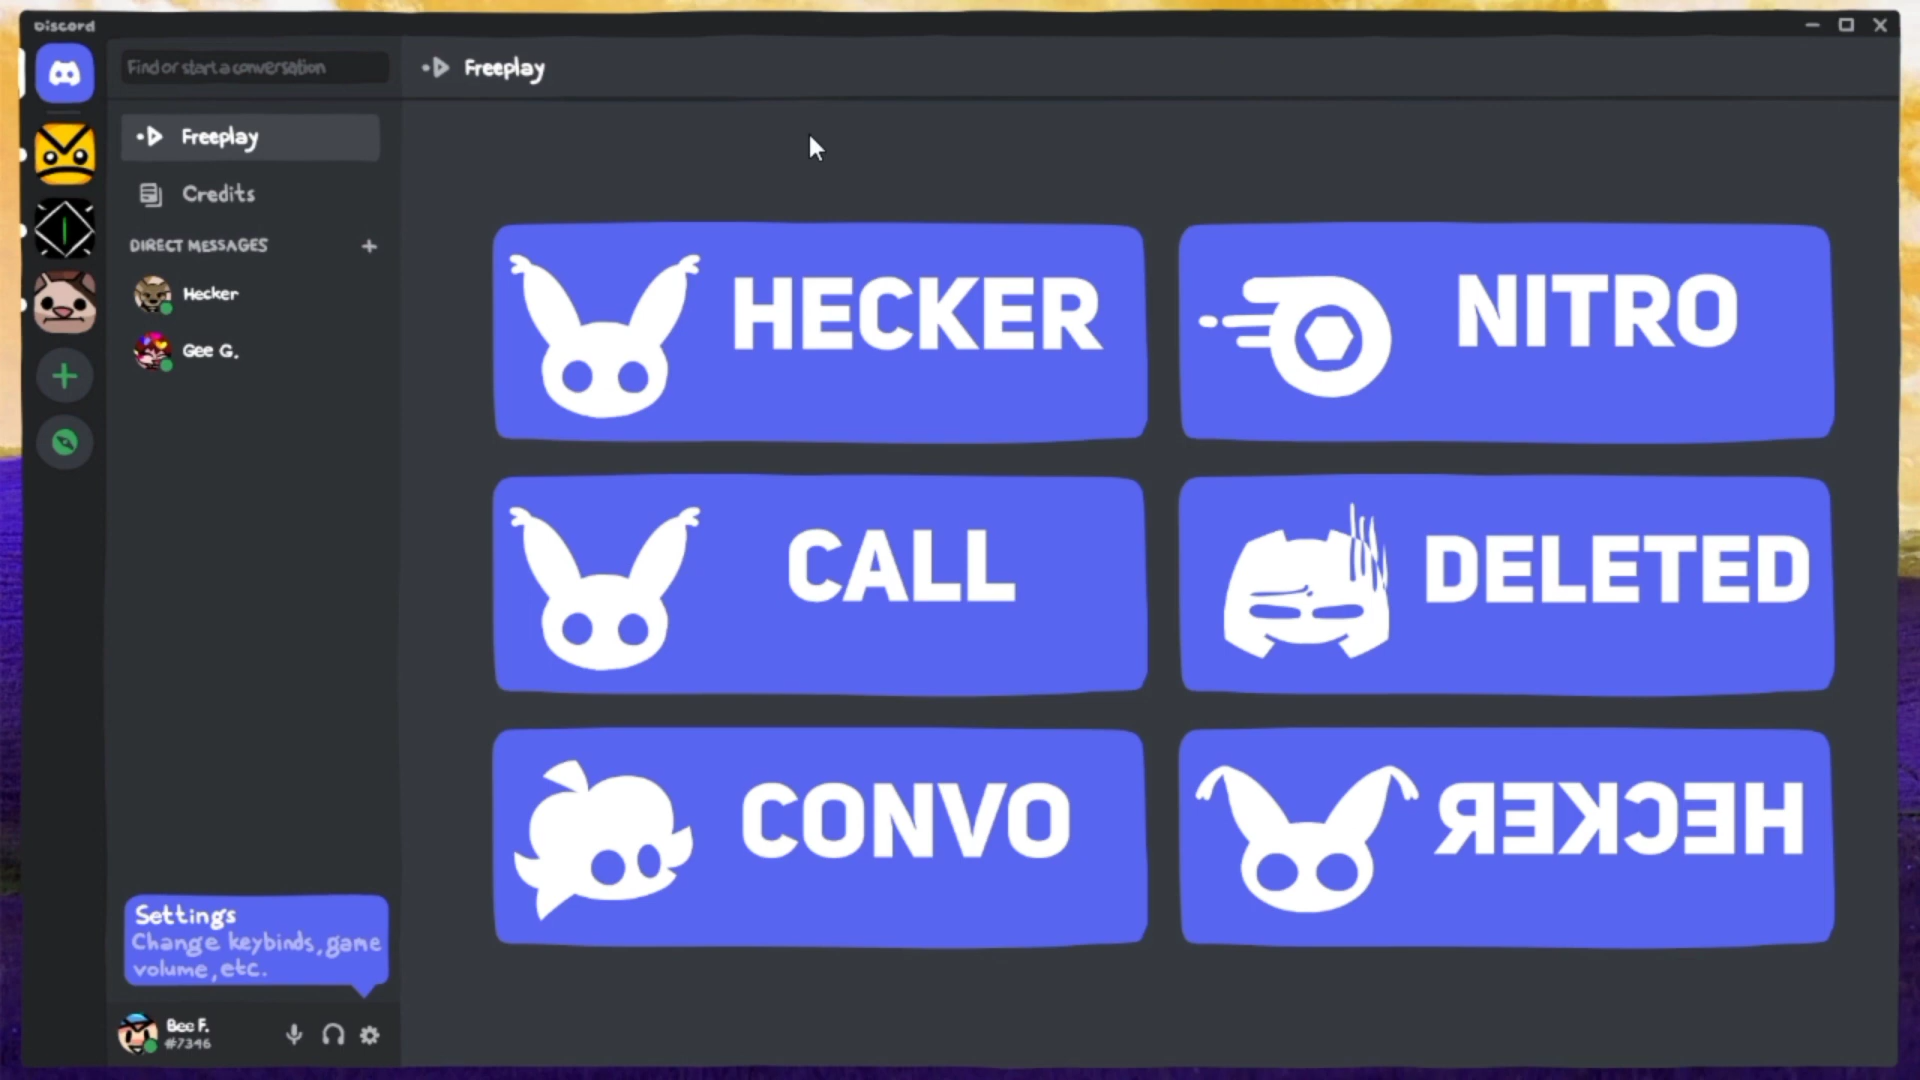 Discord
Find or start a conversation
Freeplay
Freeplay
Credits
DIRECT MESSAGES
Hecker
Gee G.
HECKER
NITRO
CALL
DELETED
CONVO
HECKER
Settings
Change keybinds, game
volume, etc.
Bee F.
#7346